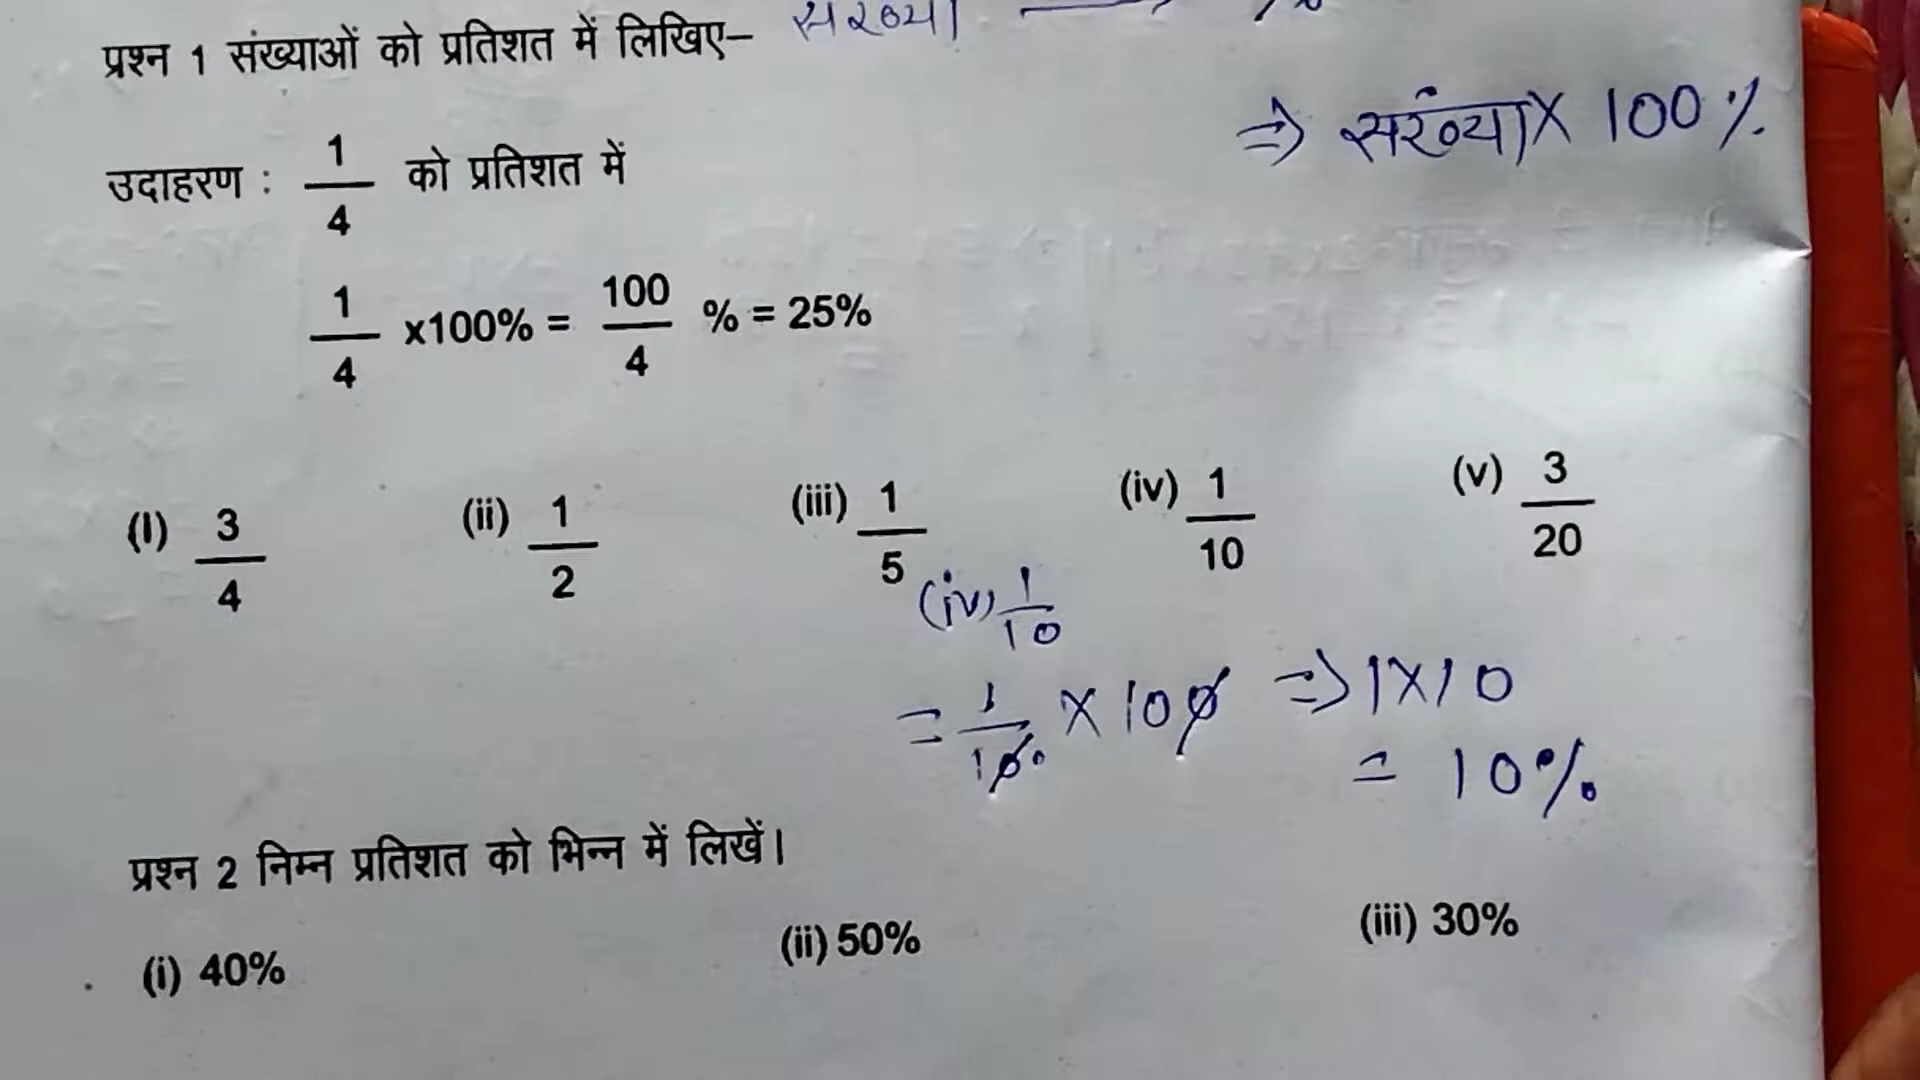 प्रश्न 1 संख्याओं को प्रतिशत में लिखिए–
⇒ संख्या × 100 %
उदाहरण : 1/4 को प्रतिशत में
1/4 x100% = 100/4 % = 25%
(I) 3/4 (ii) 1/2 (iii) 1/5 (iv) 1/10 (v) 3/20
(iv) 1/10
= 1/10 × 100 ⇒ 1×10
= 10%
प्रश्न 2 निम्न प्रतिशत को भिन्न में लिखें।
(i) 40% (ii) 50% (iii) 30%